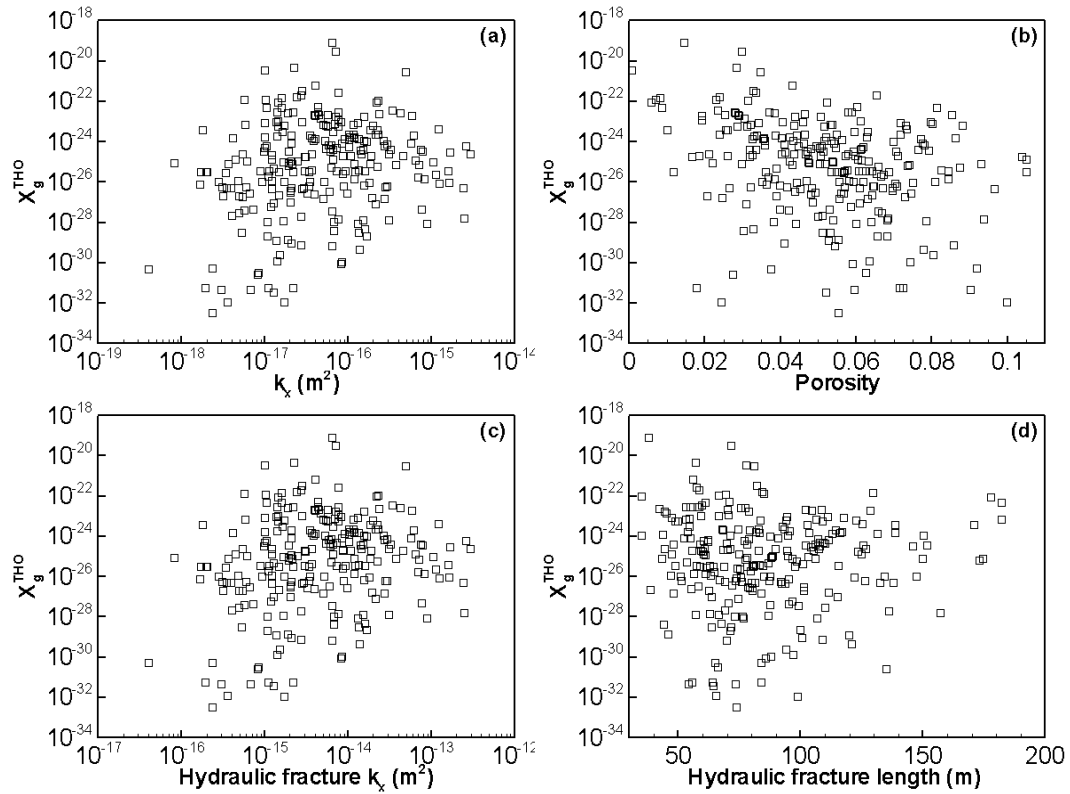 10^-18
(a)
10^-20
10^-22
10^-24
10^-26
10^-28
10^-30
10^-32
10^-34
X_g^THO
10^-19 10^-18 10^-17 10^-16 10^-15 10^-14
k_x (m^2)
10^-18
(b)
10^-20
10^-22
10^-24
10^-26
10^-28
10^-30
10^-32
10^-34
X_g^THO
0 0.02 0.04 0.06 0.08 0.1
Porosity
10^-18
(c)
10^-20
10^-22
10^-24
10^-26
10^-28
10^-30
10^-32
10^-34
X_g^THO
10^-17 10^-16 10^-15 10^-14 10^-13 10^-12
Hydraulic fracture k_x (m^2)
10^-18
(d)
10^-20
10^-22
10^-24
10^-26
10^-28
10^-30
10^-32
10^-34
X_g^THO
50 100 150 200
Hydraulic fracture length (m)